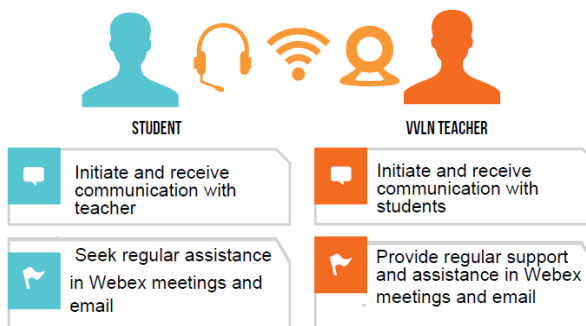 STUDENT
Initiate and receive
communication with
teacher
Seek regular assistance
in Webex meetings and
email
VVLN TEACHER
Initiate and receive
communication with
students
Provide regular support
and assistance in Webex
meetings and email